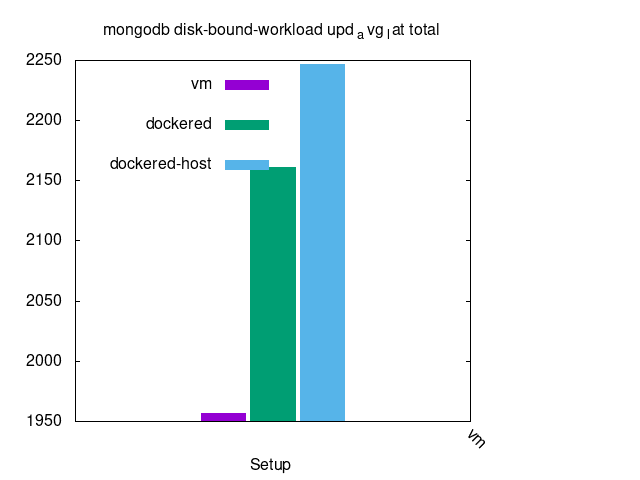 mongodb disk-bound-workload upd a vg l at total
2250
vm
2200
dockered
dockered-host
2150
2100
2050
2000
1950
vm
Setup